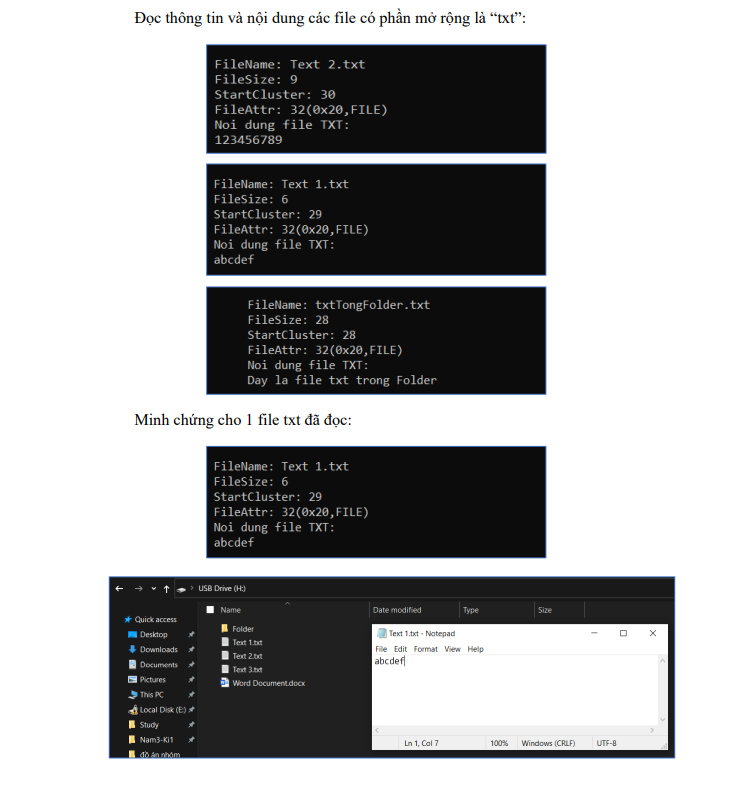 Đọc thông tin và nội dung các file có phần mở rộng là “txt”:
FileName: Text 2.txt
FileSize: 9
StartCluster: 30
FileAttr: 32(0x20,FILE)
Noi dung file TXT:
123456789
FileName: Text 1.txt
FileSize: 6
StartCluster: 29
FileAttr: 32(0x20,FILE)
Noi dung file TXT:
abcdef
FileName: txtTongFolder.txt
FileSize: 28
StartCluster: 28
FileAttr: 32(0x20,FILE)
Noi dung file TXT:
Day la file txt trong Folder
Minh chứng cho 1 file txt đã đọc:
FileName: Text 1.txt
FileSize: 6
StartCluster: 29
FileAttr: 32(0x20,FILE)
Noi dung file TXT:
abcdef
USB Drive (H:)
Name Date modified Type Size
Quick access
Desktop
Downloads
Documents
Pictures
This PC
Local Disk (E:)
Study
Nam3-Ki1
đồ án nhóm
Folder
Text 1.txt
Text 2.txt
Text 3.txt
Word Document.docx
Text 1.txt - Notepad
File Edit Format View Help
abcdef
Ln 1, Col 7 100% Windows (CRLF) UTF-8